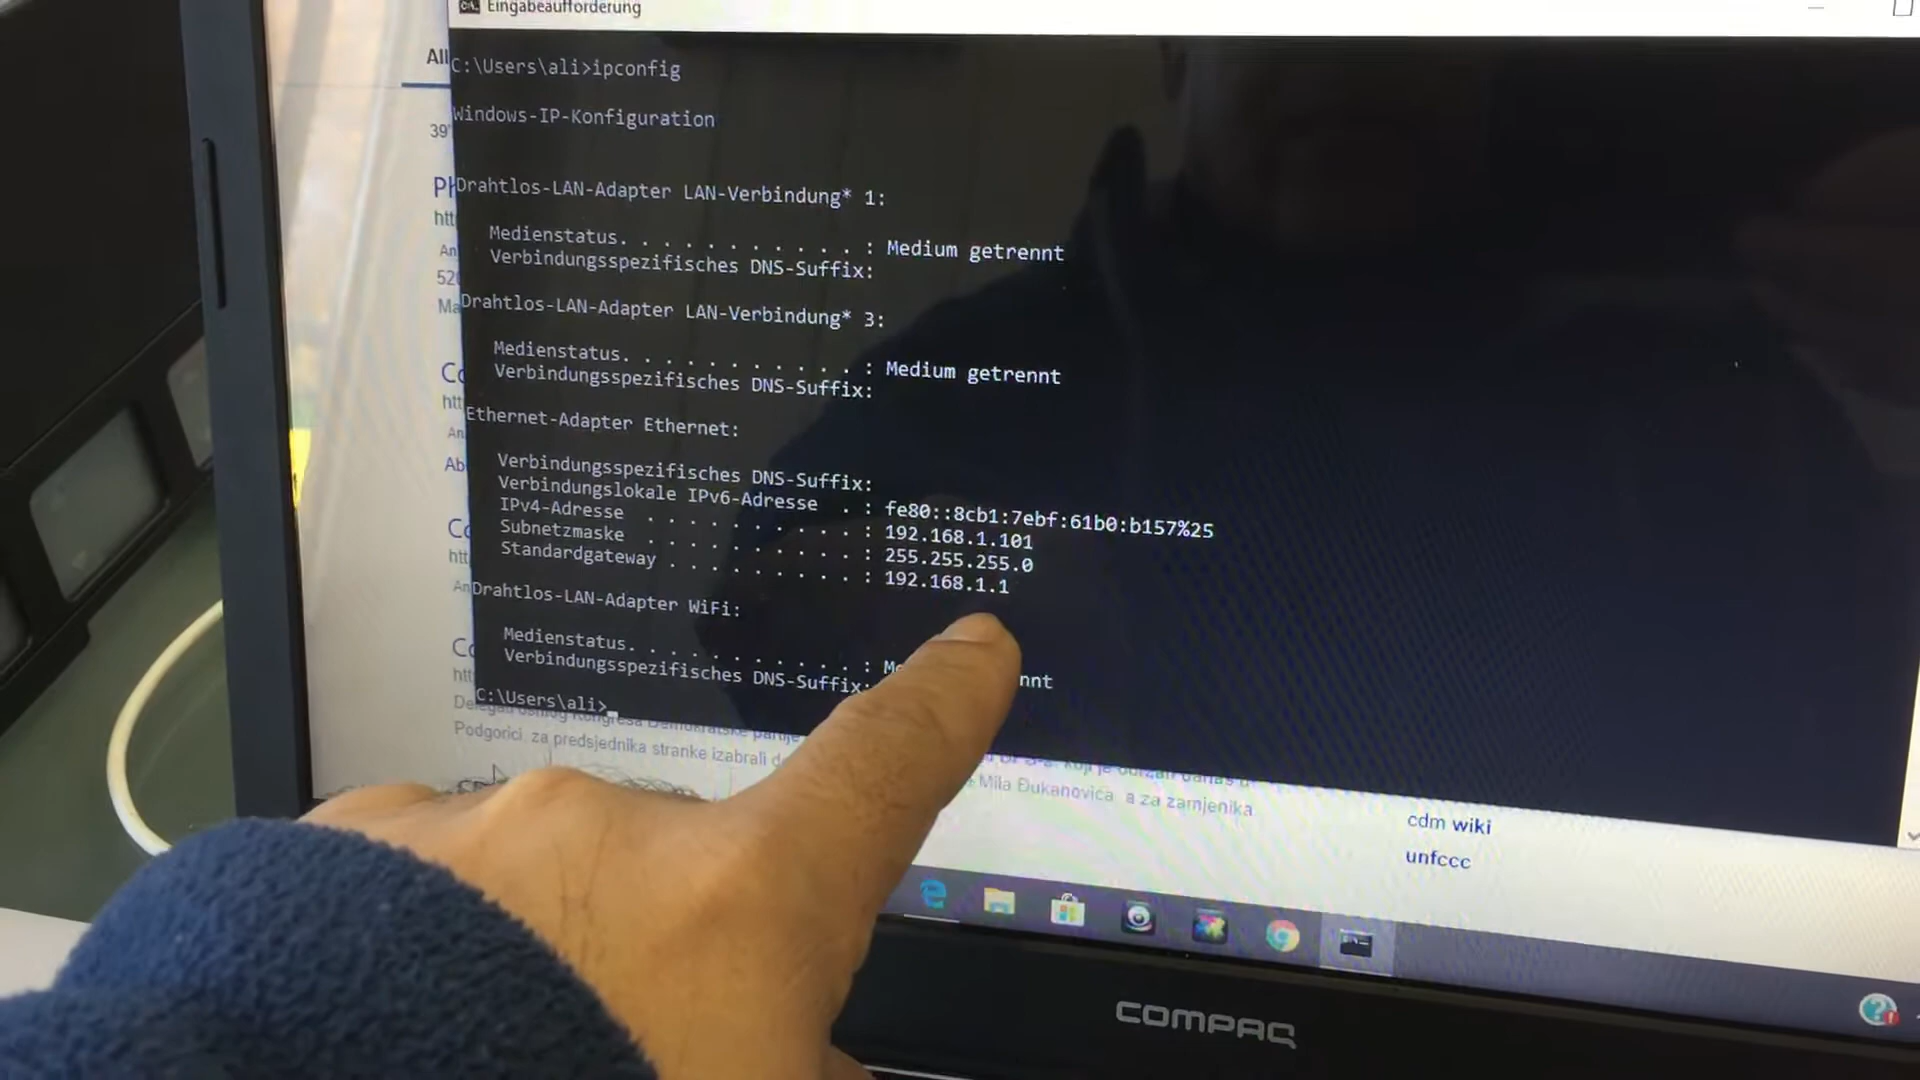 Eingabeaufforderung
All
C:\Users\ali>ipconfig
Windows-IP-Konfiguration
39
Drahtlos-LAN-Adapter LAN-Verbindung* 1:
Medienstatus. . . . . . . . . . . : Medium getrennt
Verbindungsspezifisches DNS-Suffix:
Drahtlos-LAN-Adapter LAN-Verbindung* 3:
Medienstatus. . . . . . . . . . . : Medium getrennt
Verbindungsspezifisches DNS-Suffix:
Ethernet-Adapter Ethernet:
Verbindungsspezifisches DNS-Suffix:
Verbindungslokale IPv6-Adresse . : fe80::8cb1:7ebf:61b0:b157%25
IPv4-Adresse . . . . . . . . . . : 192.168.1.101
Subnetzmaske . . . . . . . . . . : 255.255.255.0
Standardgateway . . . . . . . . . : 192.168.1.1
Drahtlos-LAN-Adapter WiFi:
Medienstatus. . . . . . . . . . . : Me nnt
Verbindungsspezifisches DNS-Suffix:
C:\Users\ali>
Podgorici za predsjednika stranke izabrali d
Mila Đukanovića a za zamjenika
cdm wiki
unfccc
COMPAQ